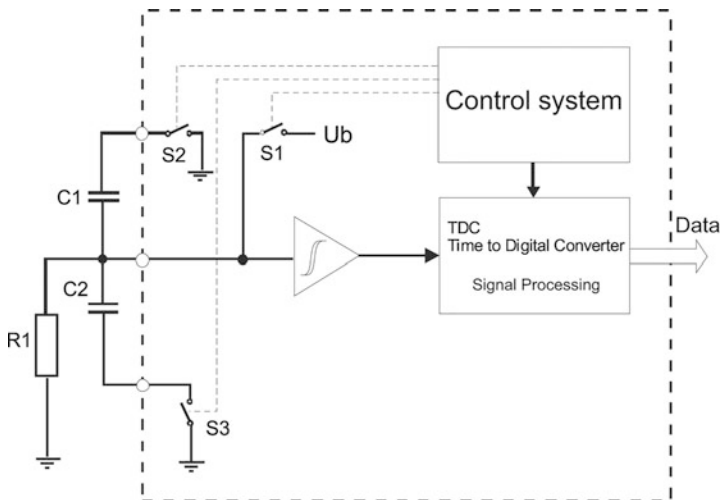 Control system
S2
S1
Ub
C1
TDC
Time to Digital Converter
Signal Processing
Data
C2
R1
S3